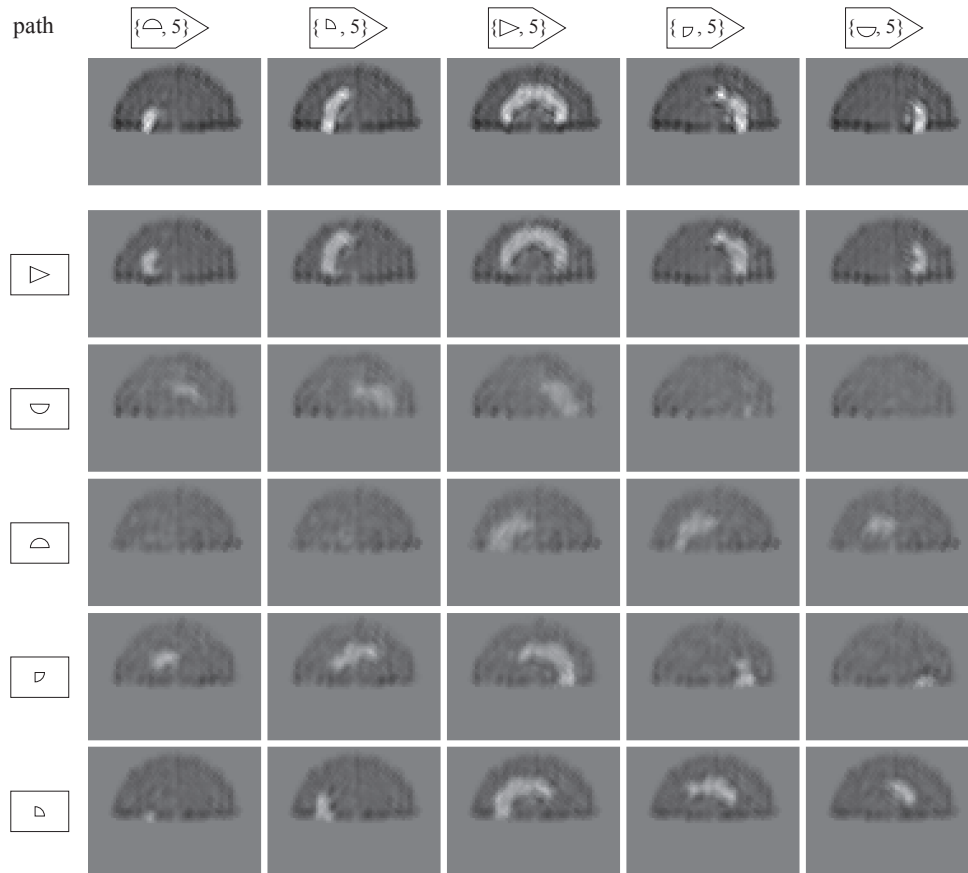 path { , 5} { , 5} { , 5} { , 5} { , 5}